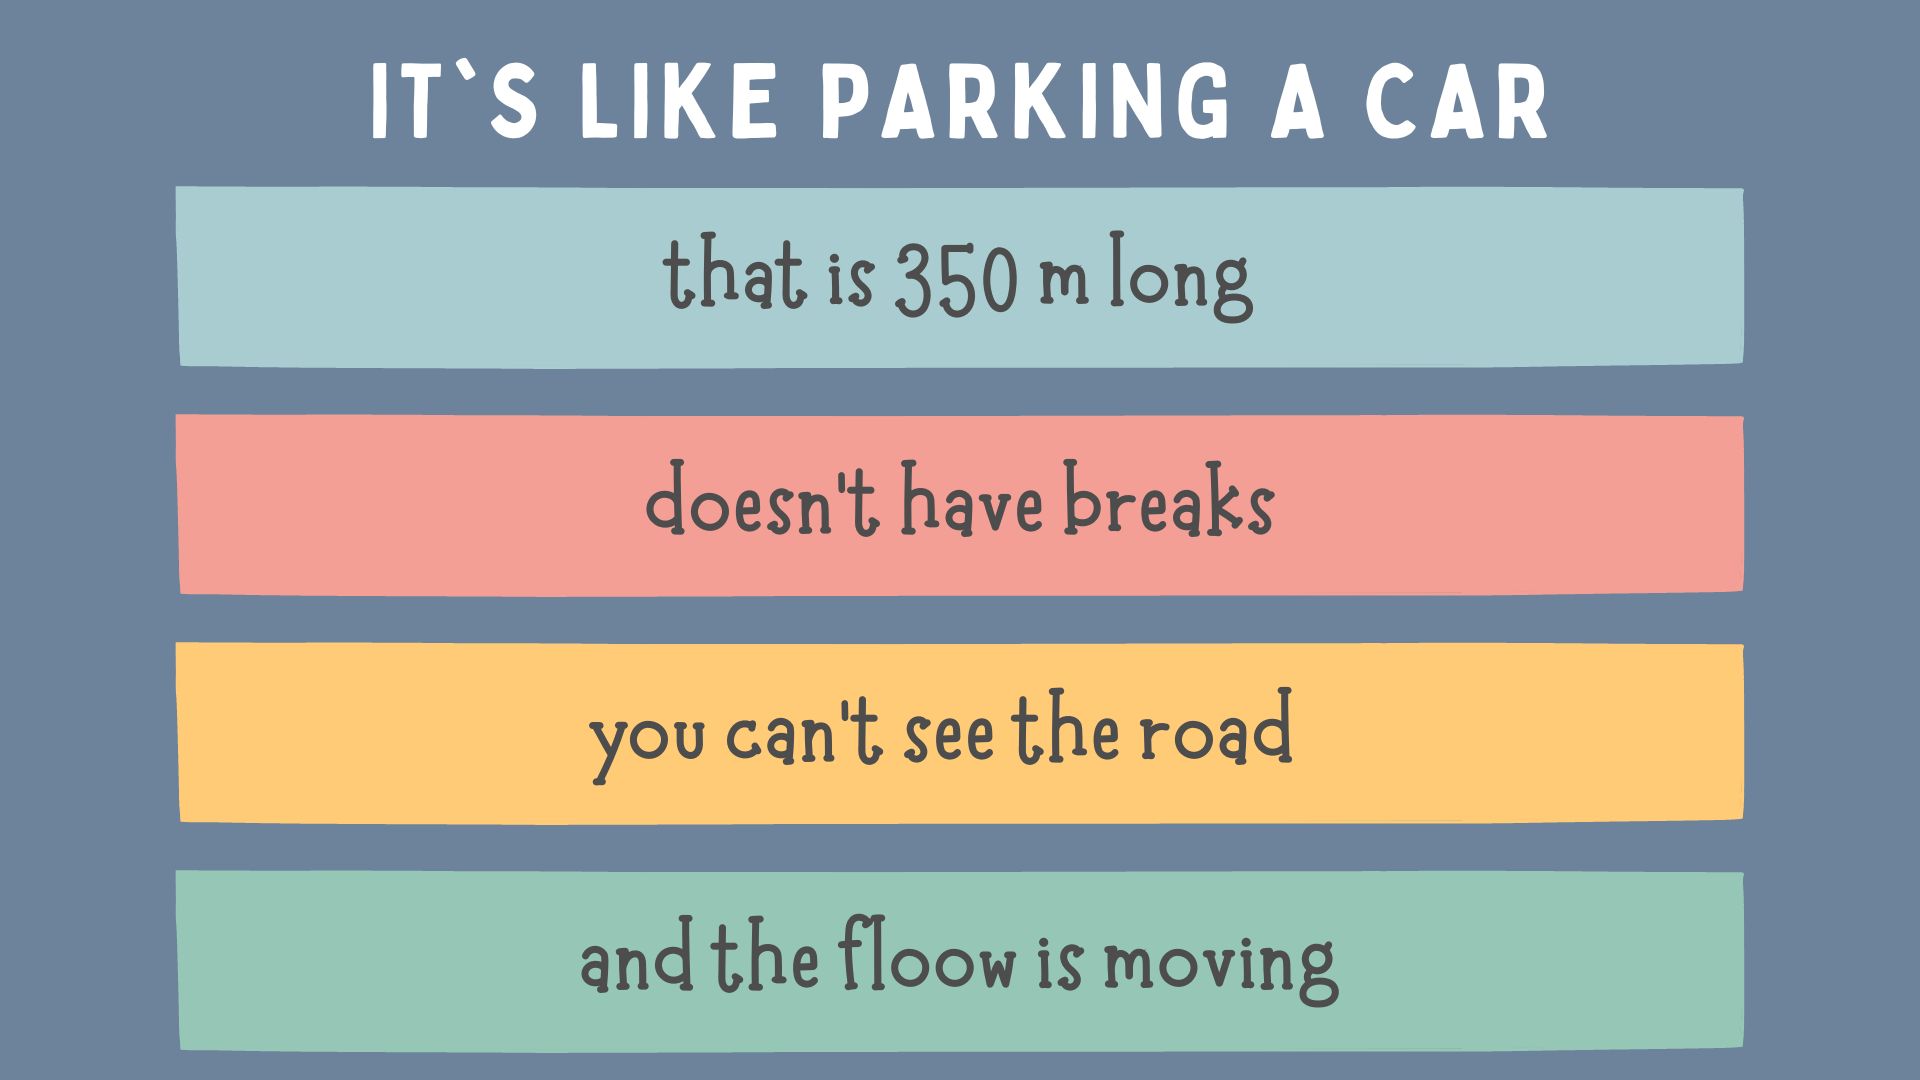 IT`S LIKE PARKING A CAR
that is 350 m long
doesn't have breaks
you can't see the road
and the floow is moving